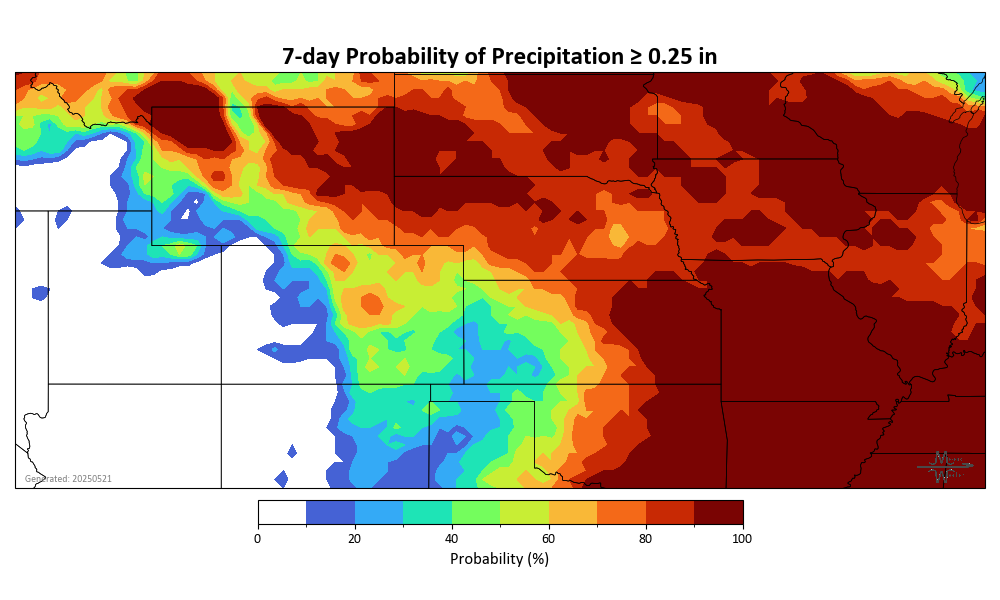 7-day Probability of Precipitation ≥ 0.25 in
Generated: 20250521
0 20 40 60 80 100
Probability (%)